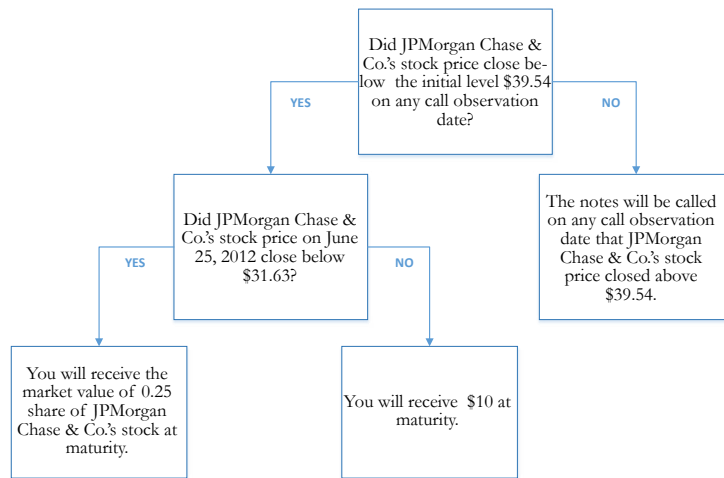 Did JPMorgan Chase &
Co.'s stock price close be-
low the initial level $39.54
on any call observation
date?
YES
NO
Did JPMorgan Chase &
Co.'s stock price on June
25, 2012 close below
$31.63?
The notes will be called
on any call observation
date that JPMorgan
Chase & Co.'s stock
price closed above
$39.54.
YES
NO
You will receive the
market value of 0.25
share of JPMorgan
Chase & Co.'s stock at
maturity.
You will receive $10 at
maturity.